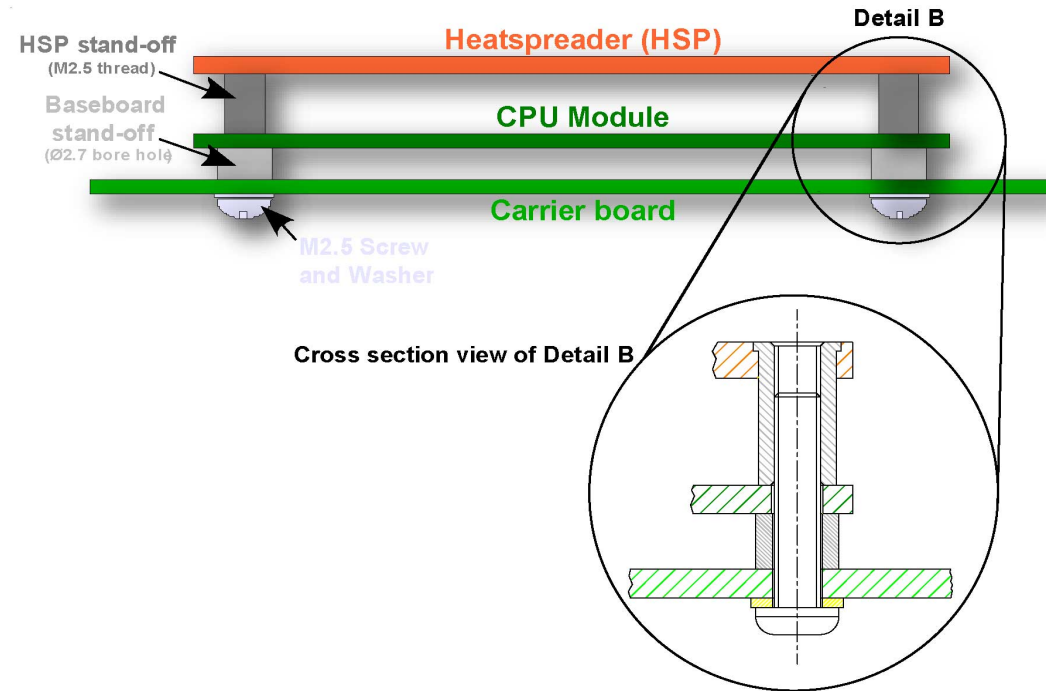 Detail B
Heatspreader (HSP)
HSP stand-off
(M2.5 thread)
Baseboard
stand-off
(Ø2.7 bore hole)
CPU Module
Carrier board
M2.5 Screw
and Washer
Cross section view of Detail B